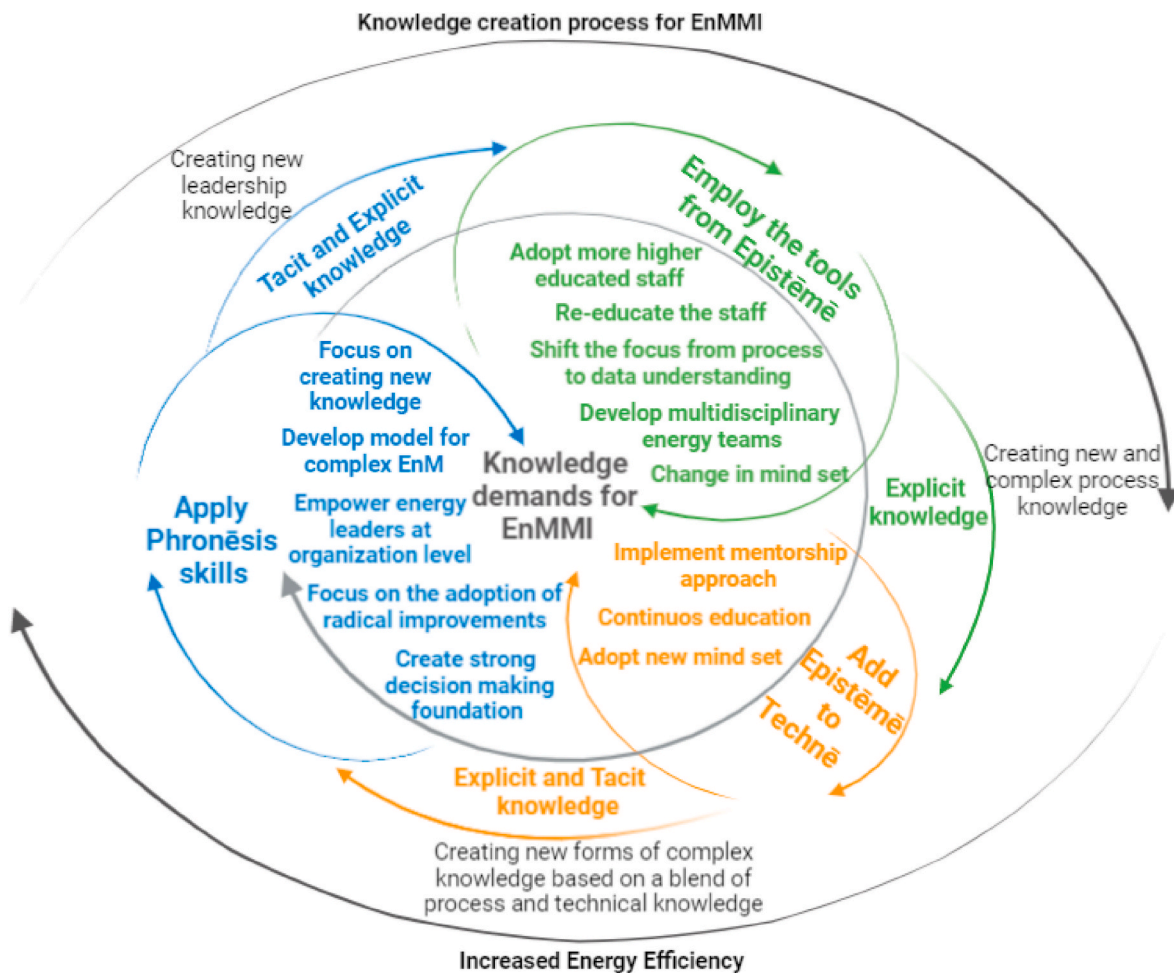 Knowledge creation process for EnMMI
Creating new
leadership
knowledge
Tacit and Explicit
knowledge
Employ the tools
from Epistēmē
Adopt more higher
educated staff
Re-educate the staff
Shift the focus from process
to data understanding
Develop multidisciplinary
energy teams
Change in mind set
Focus on
creating new
knowledge
Develop model for
complex EnM
Empower energy
leaders at
organization level
Focus on the adoption of
radical improvements
Create strong
decision making
foundation
Knowledge
demands for
EnMMI
Apply
Phronēsis
skills
Explicit
knowledge
Creating new and
complex process
knowledge
Implement mentorship
approach
Continuos education
Adopt new mind set
Add
Epistēmē
to
Technē
Explicit and Tacit
knowledge
Creating new forms of complex
knowledge based on a blend of
process and technical knowledge
Increased Energy Efficiency